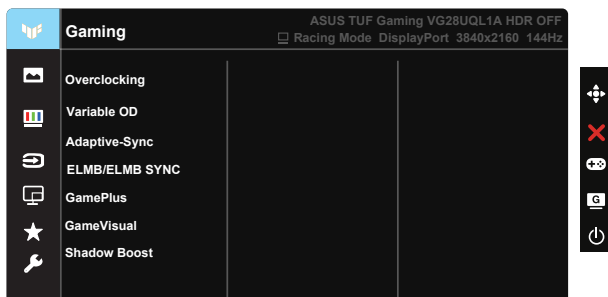 ASUS TUF Gaming VG28UQL1A HDR OFF
Gaming
Racing Mode DisplayPort 3840x2160 144Hz
Overclocking
Variable OD
Adaptive-Sync
ELMB/ELMB SYNC
GamePlus
GameVisual
Shadow Boost
G